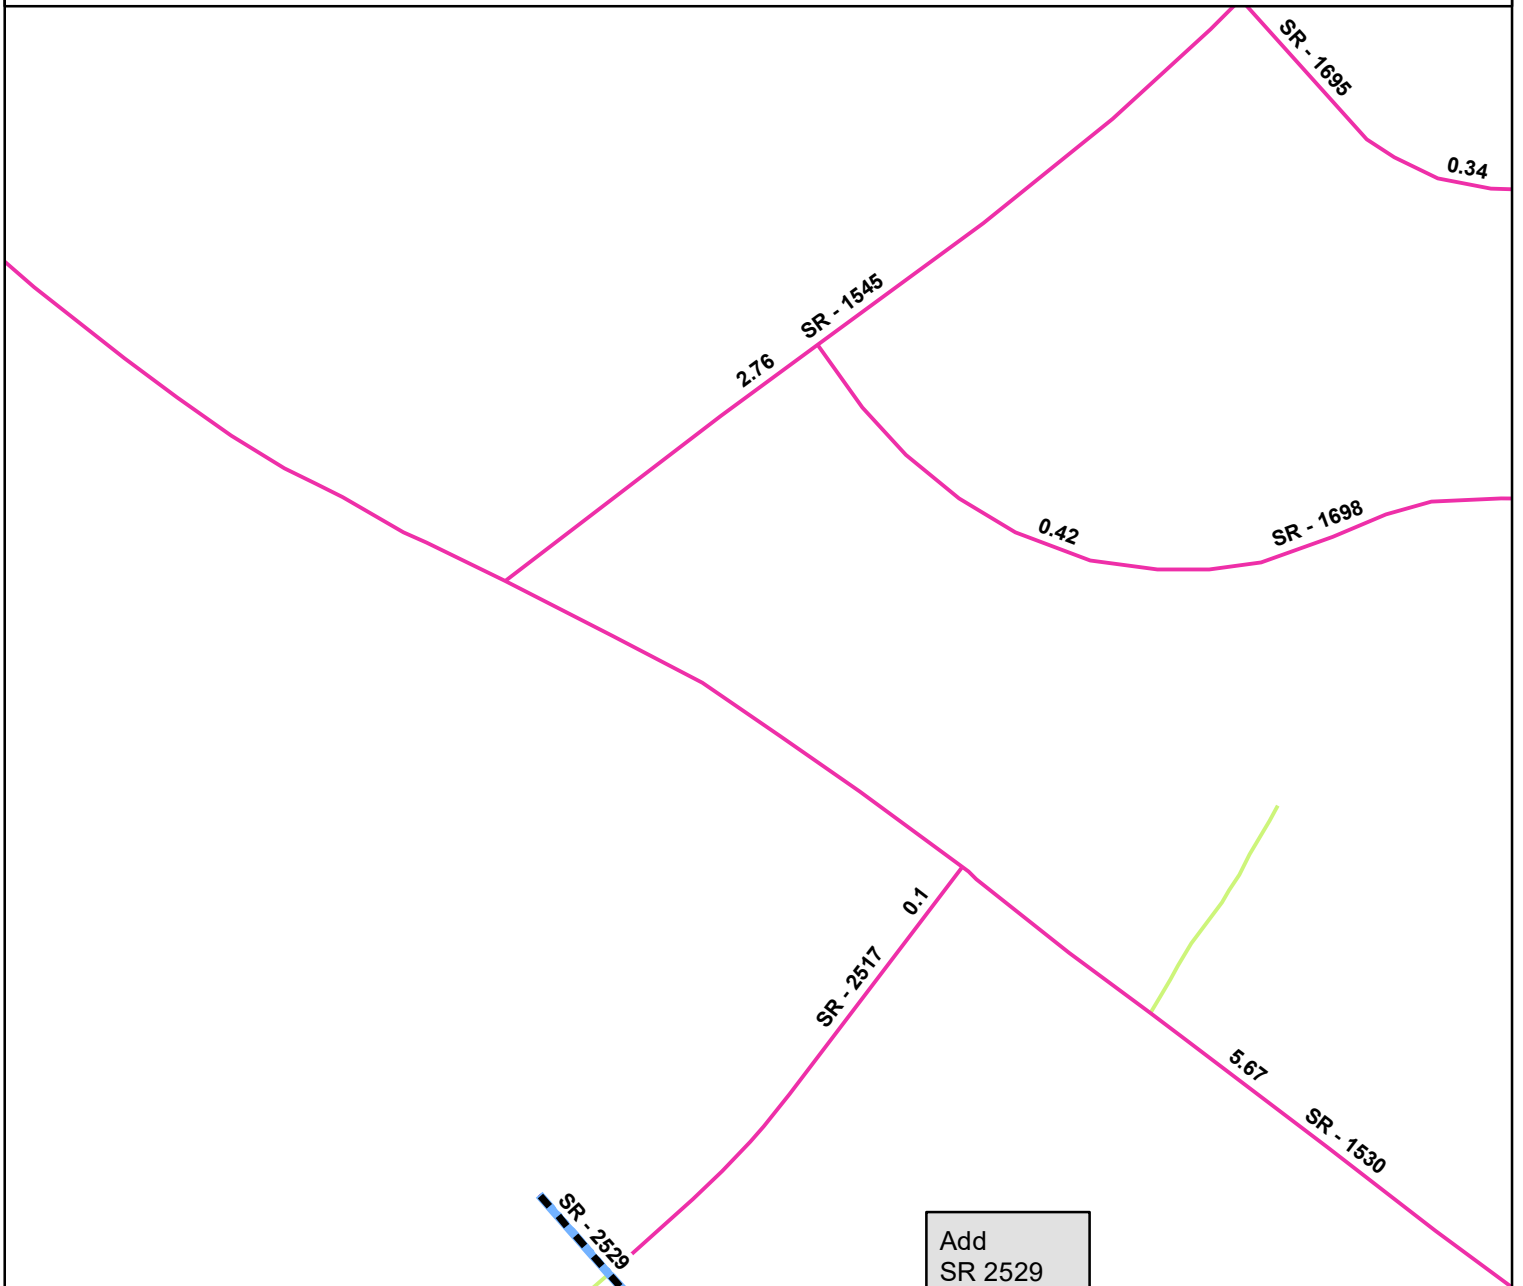 SR - 1695
0.34
SR - 1545
2.76
0.42
SR - 1698
0.1
SR - 2517
5.67
SR - 1530
SR - 2529
Add
SR 2529